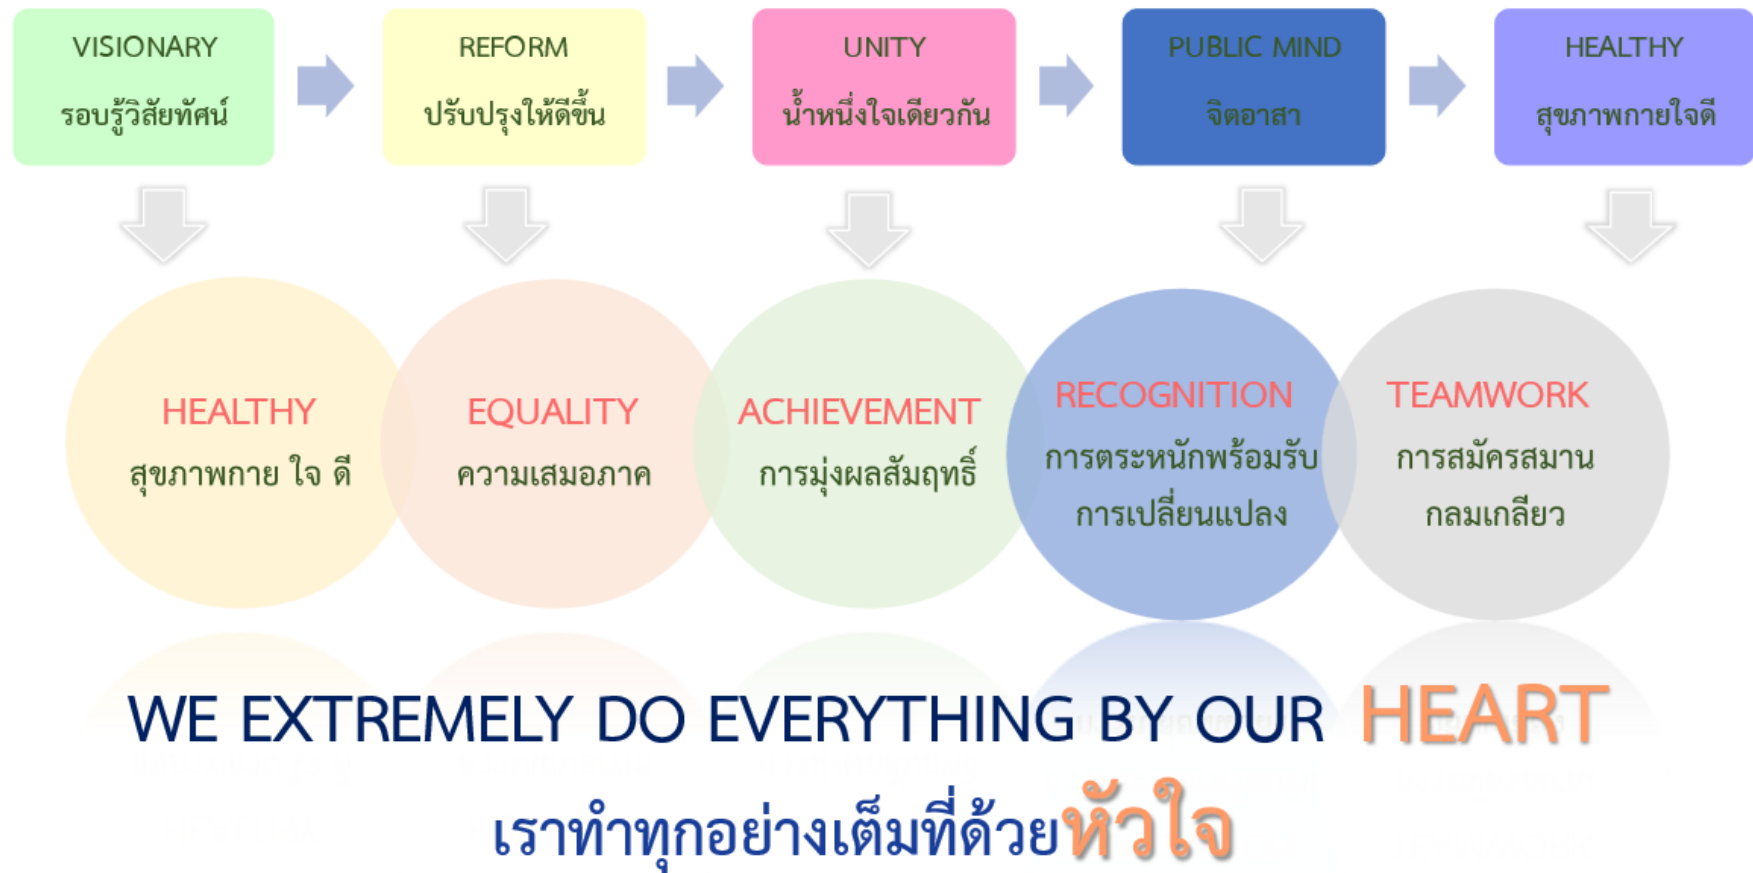 VISIONARY
รอบรู้วิสัยทัศน์
REFORM
ปรับปรุงให้ดีขึ้น
UNITY
น้ำหนึ่งใจเดียวกัน
PUBLIC MIND
จิตอาสา
HEALTHY
สุขภาพกายใจดี
HEALTHY
สุขภาพกาย ใจ ดี
EQUALITY
ความเสมอภาค
ACHIEVEMENT
การมุ่งผลสัมฤทธิ์
RECOGNITION
การตระหนักพร้อมรับ
การเปลี่ยนแปลง
TEAMWORK
การสมัครสมาน
กลมเกลียว
WE EXTREMELY DO EVERYTHING BY OUR HEART
เราทำทุกอย่างเต็มที่ด้วยหัวใจ